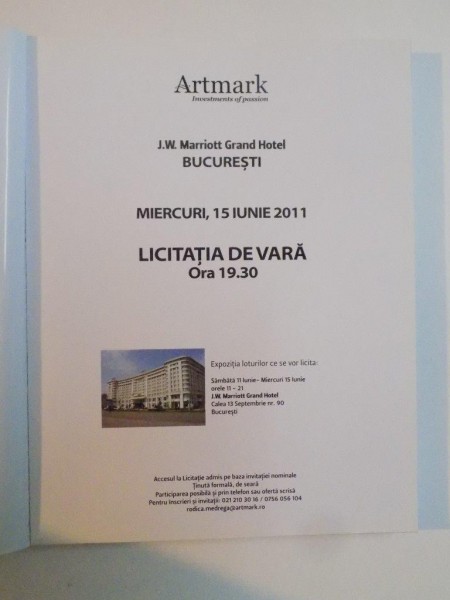 Artmark
Investments of passion
J.W. Marriott Grand Hotel
BUCUREȘTI
MIERCURI, 15 IUNIE 2011
LICITAȚIA DE VARĂ
Ora 19.30
Expoziția loturilor ce se vor licita:
Sâmbătă 11 Iunie– Miercuri 15 Iunie
orele 11 – 21
J.W. Marriott Grand Hotel
Calea 13 Septembrie nr. 90
București
Accesul la Licitație admis pe baza invitației nominale
Ținută formală, de seară
Participarea posibilă și prin telefon sau ofertă scrisă
Pentru înscrieri și invitații: 021 210 30 16 / 0756 056 104
rodica.medrega@artmark.ro